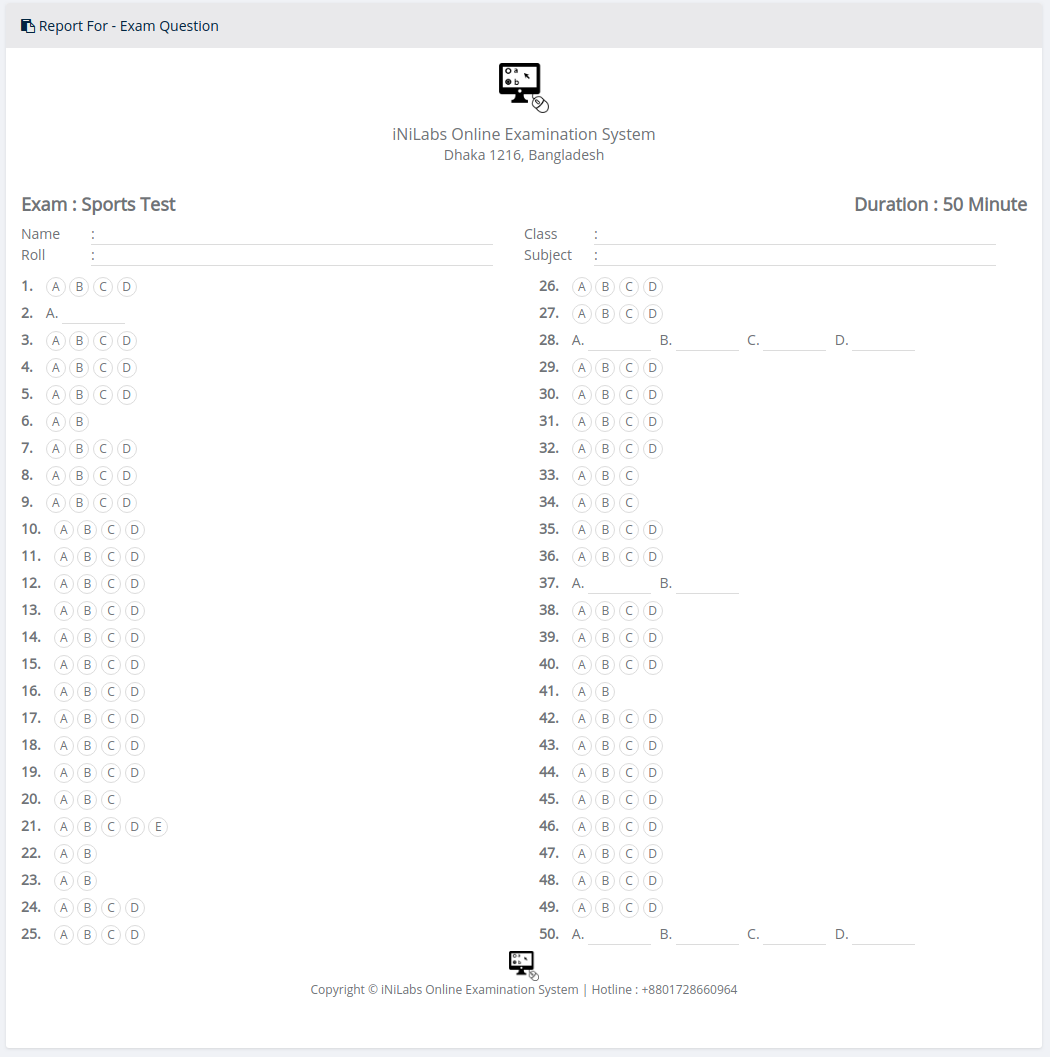 Report For - Exam Question
a
b
iNiLabs Online Examination System
Dhaka 1216, Bangladesh
Exam : Sports Test
Duration : 50 Minute
Name :
Class :
Roll :
Subject :
1. A B C D
2. A.
3. A B C D
4. A B C D
5. A B C D
6. A B
7. A B C D
8. A B C D
9. A B C D
10. A B C D
11. A B C D
12. A B C D
13. A B C D
14. A B C D
15. A B C D
16. A B C D
17. A B C D
18. A B C D
19. A B C D
20. A B C
21. A B C D E
22. A B
23. A B
24. A B C D
25. A B C D
26. A B C D
27. A B C D
28. A. B. C. D.
29. A B C D
30. A B C D
31. A B C D
32. A B C D
33. A B C
34. A B C
35. A B C D
36. A B C D
37. A. B.
38. A B C D
39. A B C D
40. A B C D
41. A B
42. A B C D
43. A B C D
44. A B C D
45. A B C D
46. A B C D
47. A B C D
48. A B C D
49. A B C D
50. A. B. C. D.
Copyright © iNiLabs Online Examination System | Hotline : +8801728660964